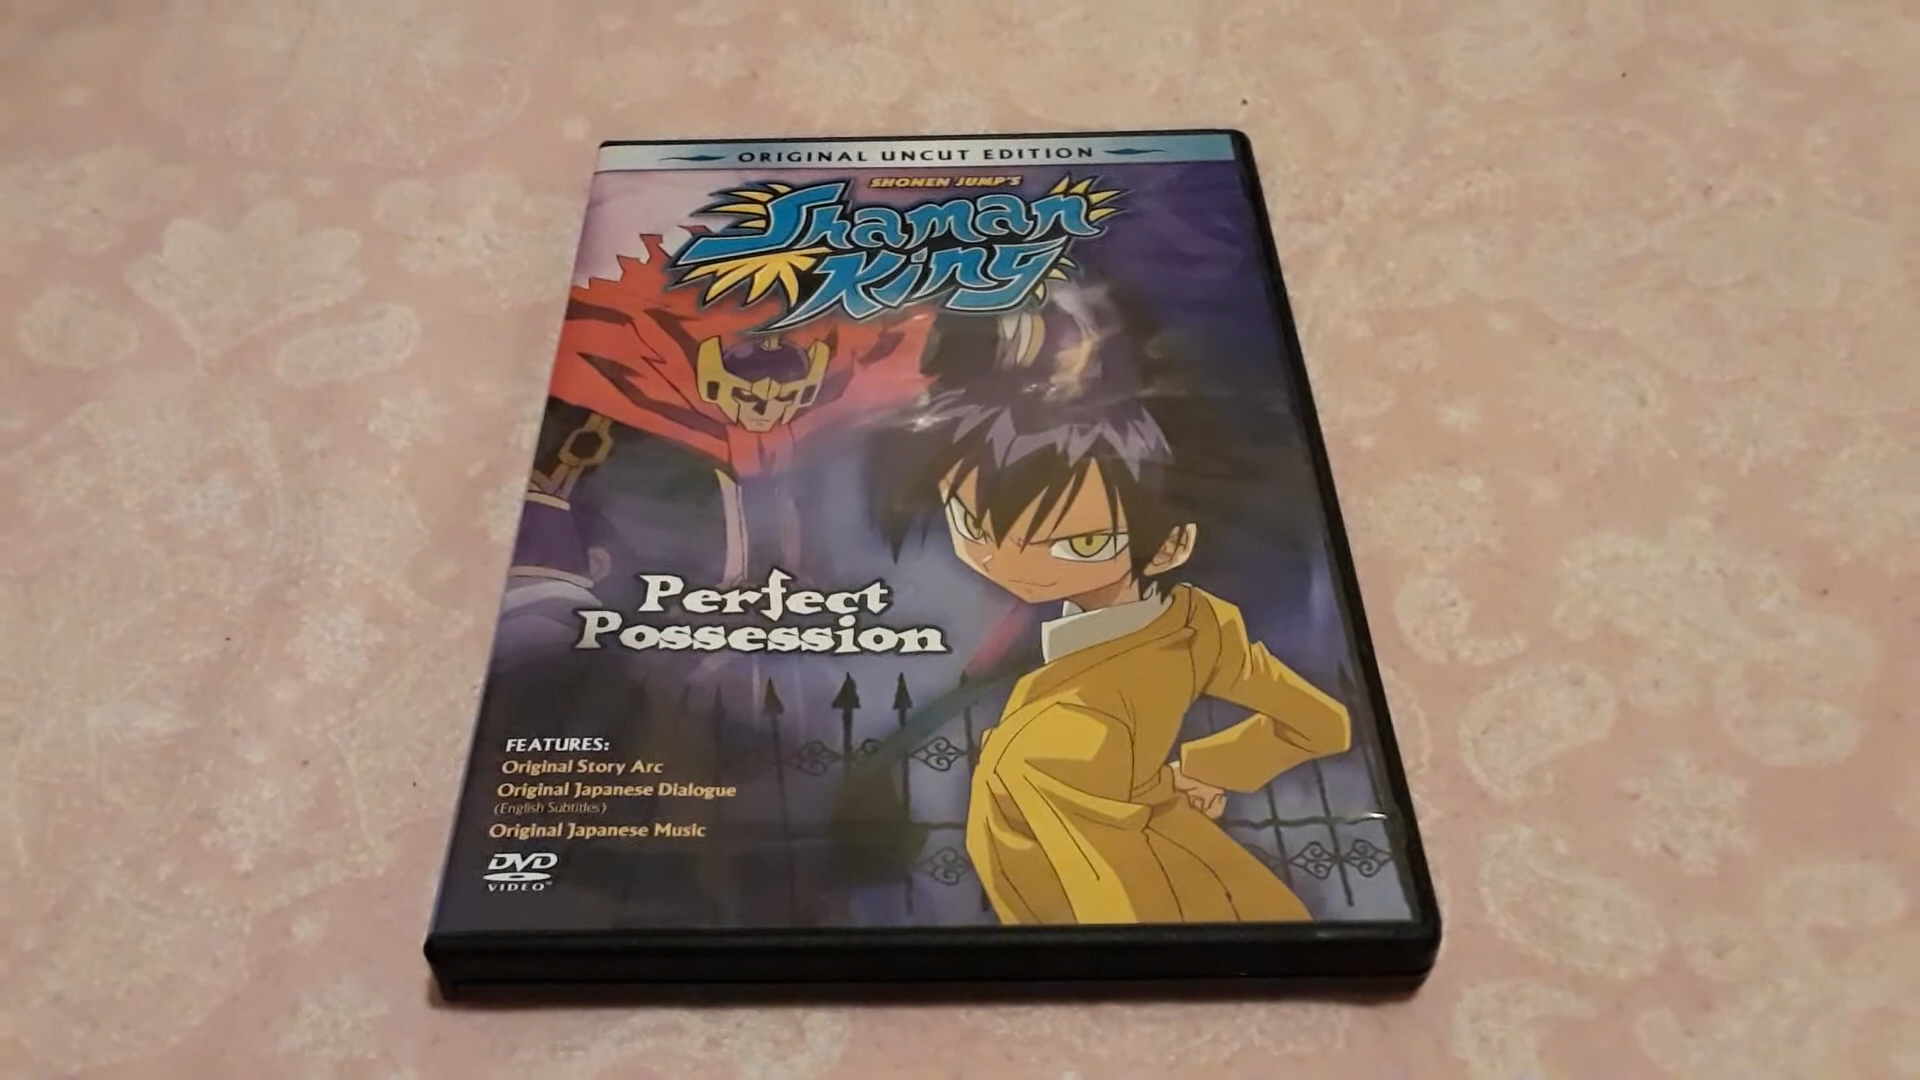 ORIGINAL UNCUT EDITION
SHONEN JUMP'S
Shaman
King
Perfect
Possession
FEATURES:
Original Story Arc
Original Japanese Dialogue
(English Subtitles)
Original Japanese Music
DVD
VIDEO™